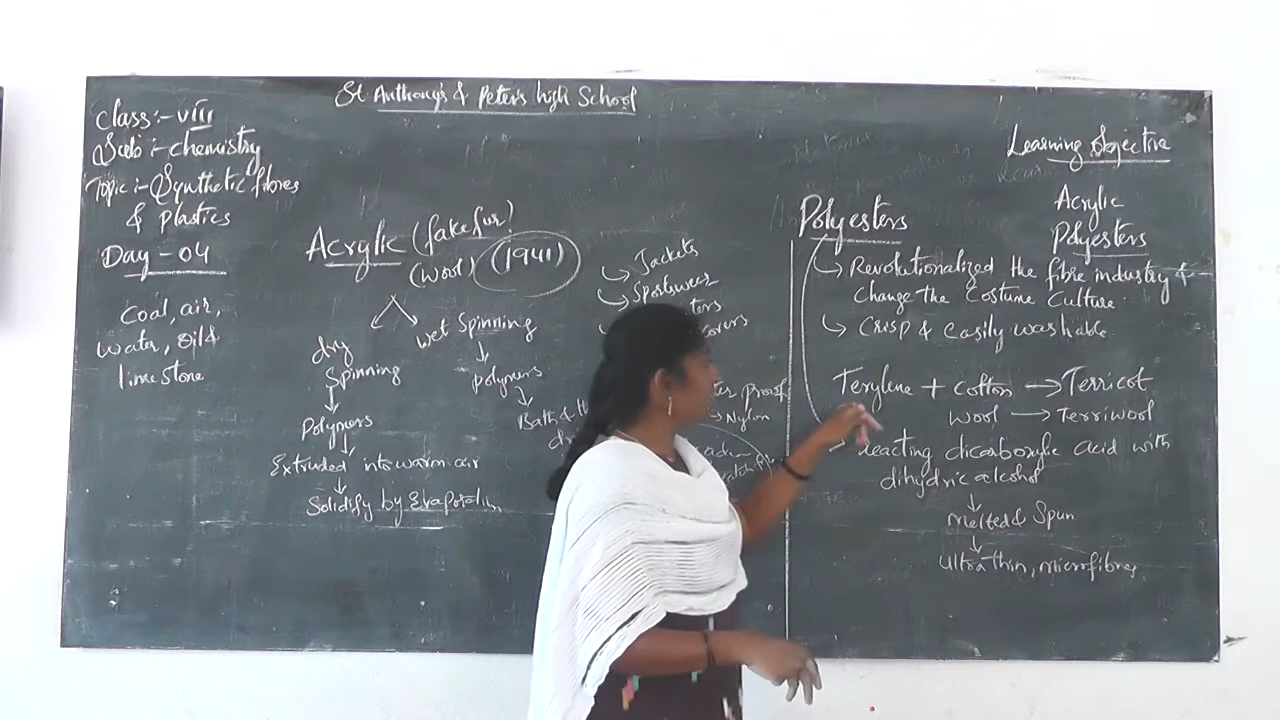 St. Anthony's & Peter's high School
Class:- VIII
Sub:- chemistry
Topic:- Synthetic fibres
& plastics
Day - 04
Coal, air,
Water, Oil &
lime stone
Acrylic (fake fur)
(Wool) (1941)
dry
Spinning
Polymers
Extruded into warm air
Solidify by Evaporation
wet Spinning
polymers
Bath &
Jackets
Sportswear
ter proof
Nylon
Learning Objective
Acrylic
Polyesters
Polyesters
Revolutionalized the fibre industry &
Change the Costume Culture.
Crisp & easily washable
Terylene + Cotton → Terricot
Wool → Terriwool
reacting dicarboxylic acid with
dihydric alcohol
Melted & Spun
Ultra thin, microfibres